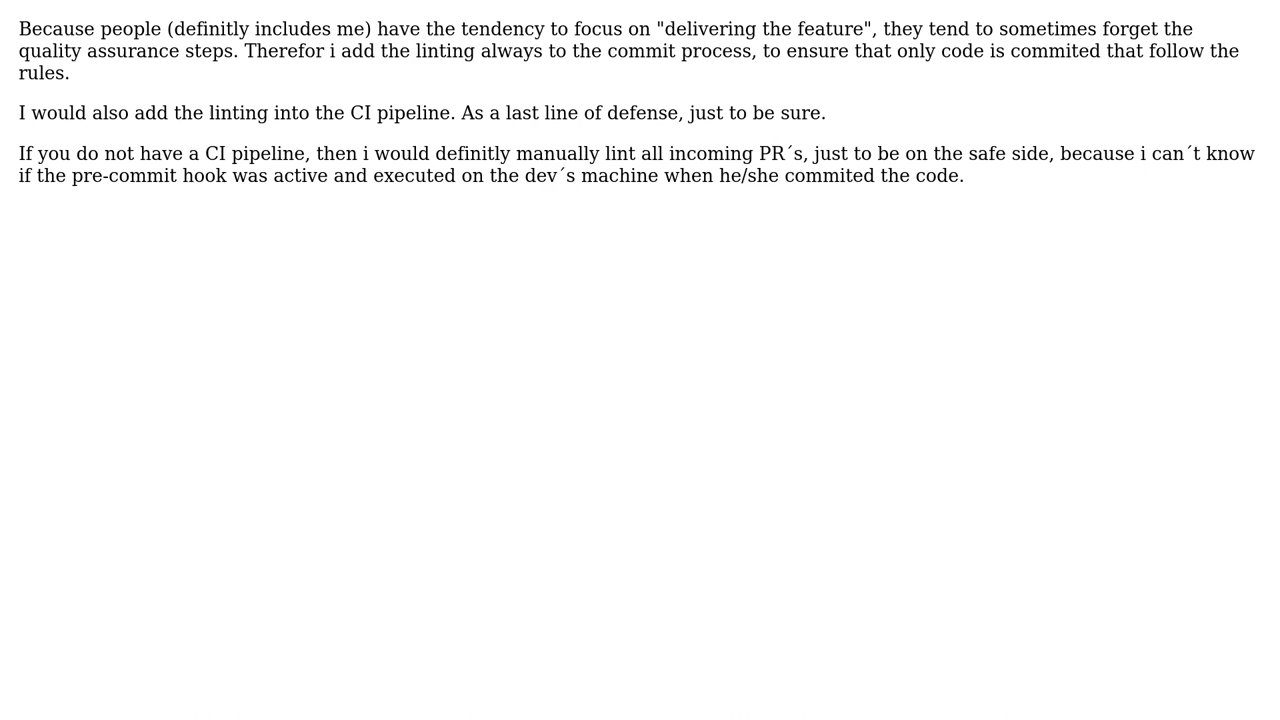 Because people (definitly includes me) have the tendency to focus on "delivering the feature", they tend to sometimes forget the
quality assurance steps. Therefor i add the linting always to the commit process, to ensure that only code is commited that follow the
rules.
I would also add the linting into the CI pipeline. As a last line of defense, just to be sure.
If you do not have a CI pipeline, then i would definitly manually lint all incoming PR´s, just to be on the safe side, because i can´t know
if the pre-commit hook was active and executed on the dev´s machine when he/she commited the code.